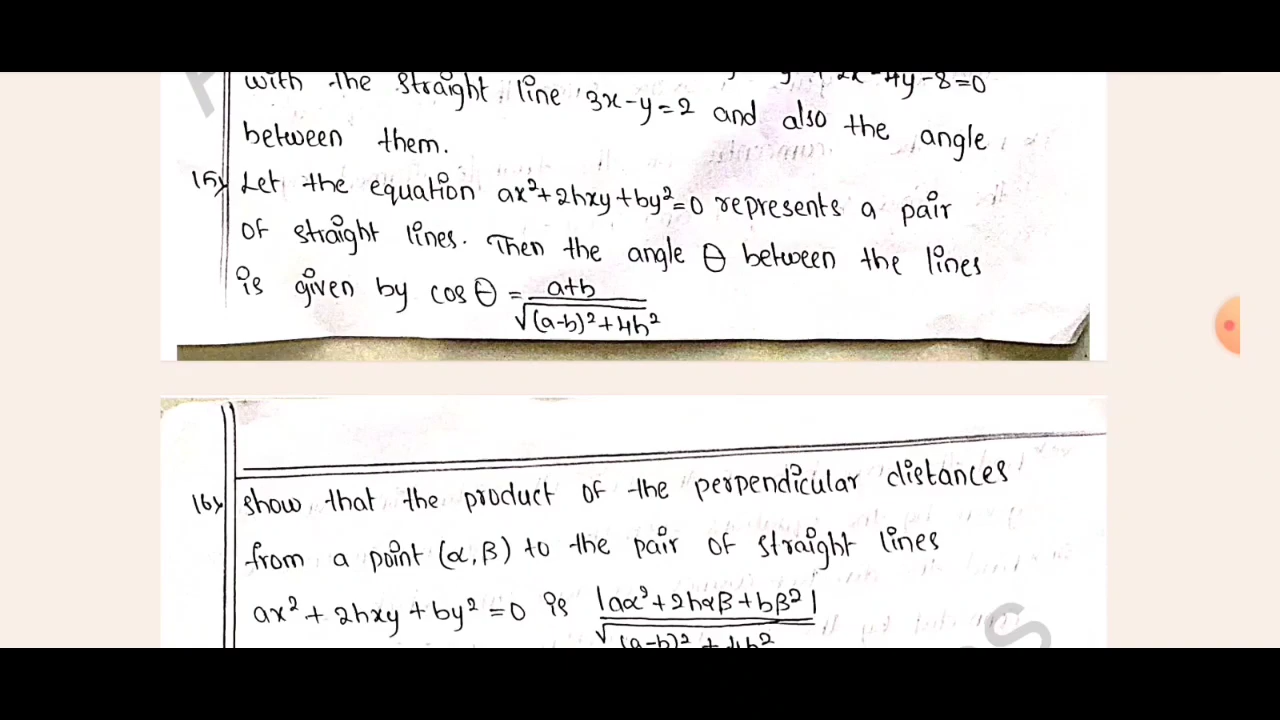 with the straight line 3x-y=2 and also the angle
between them.
15) Let the equation ax²+2hxy+by²=0 represents a pair
of straight lines. Then the angle θ between the lines
is given by cos θ = a+b / √(a-b)²+4h²
16) show that the product of the perpendicular distances
from a point (α, β) to the pair of straight lines
ax² + 2hxy + by² = 0 is |aα²+2hαβ+bβ²| / √(a-b)²+4h²